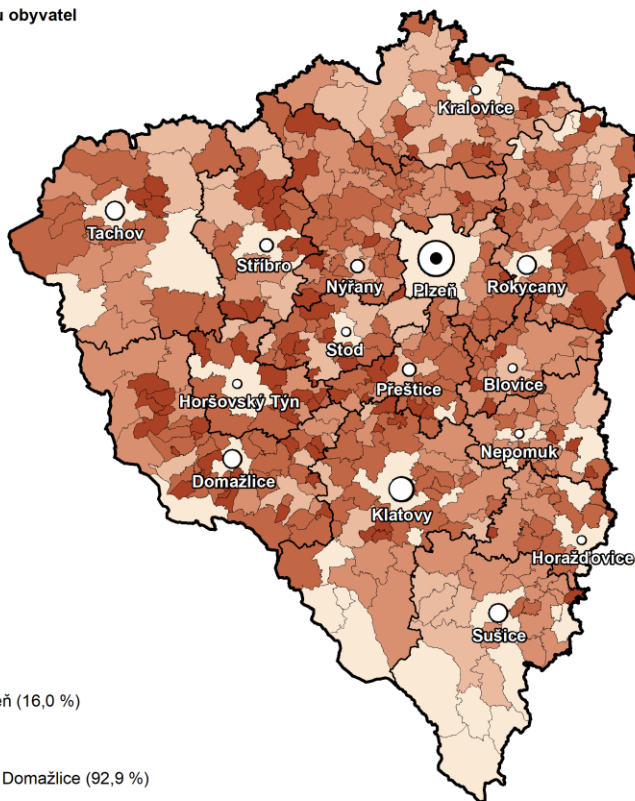 u obyvatel
Kralovice
Tachov
Stříbro
Nýřany
Plzeň
Rokycany
Stod
Přeštice
Blovice
Horšovský Týn
Nepomuk
Domažlice
Klatovy
Horažďovice
Sušice
ň (16,0 %)
Domažlice (92,9 %)